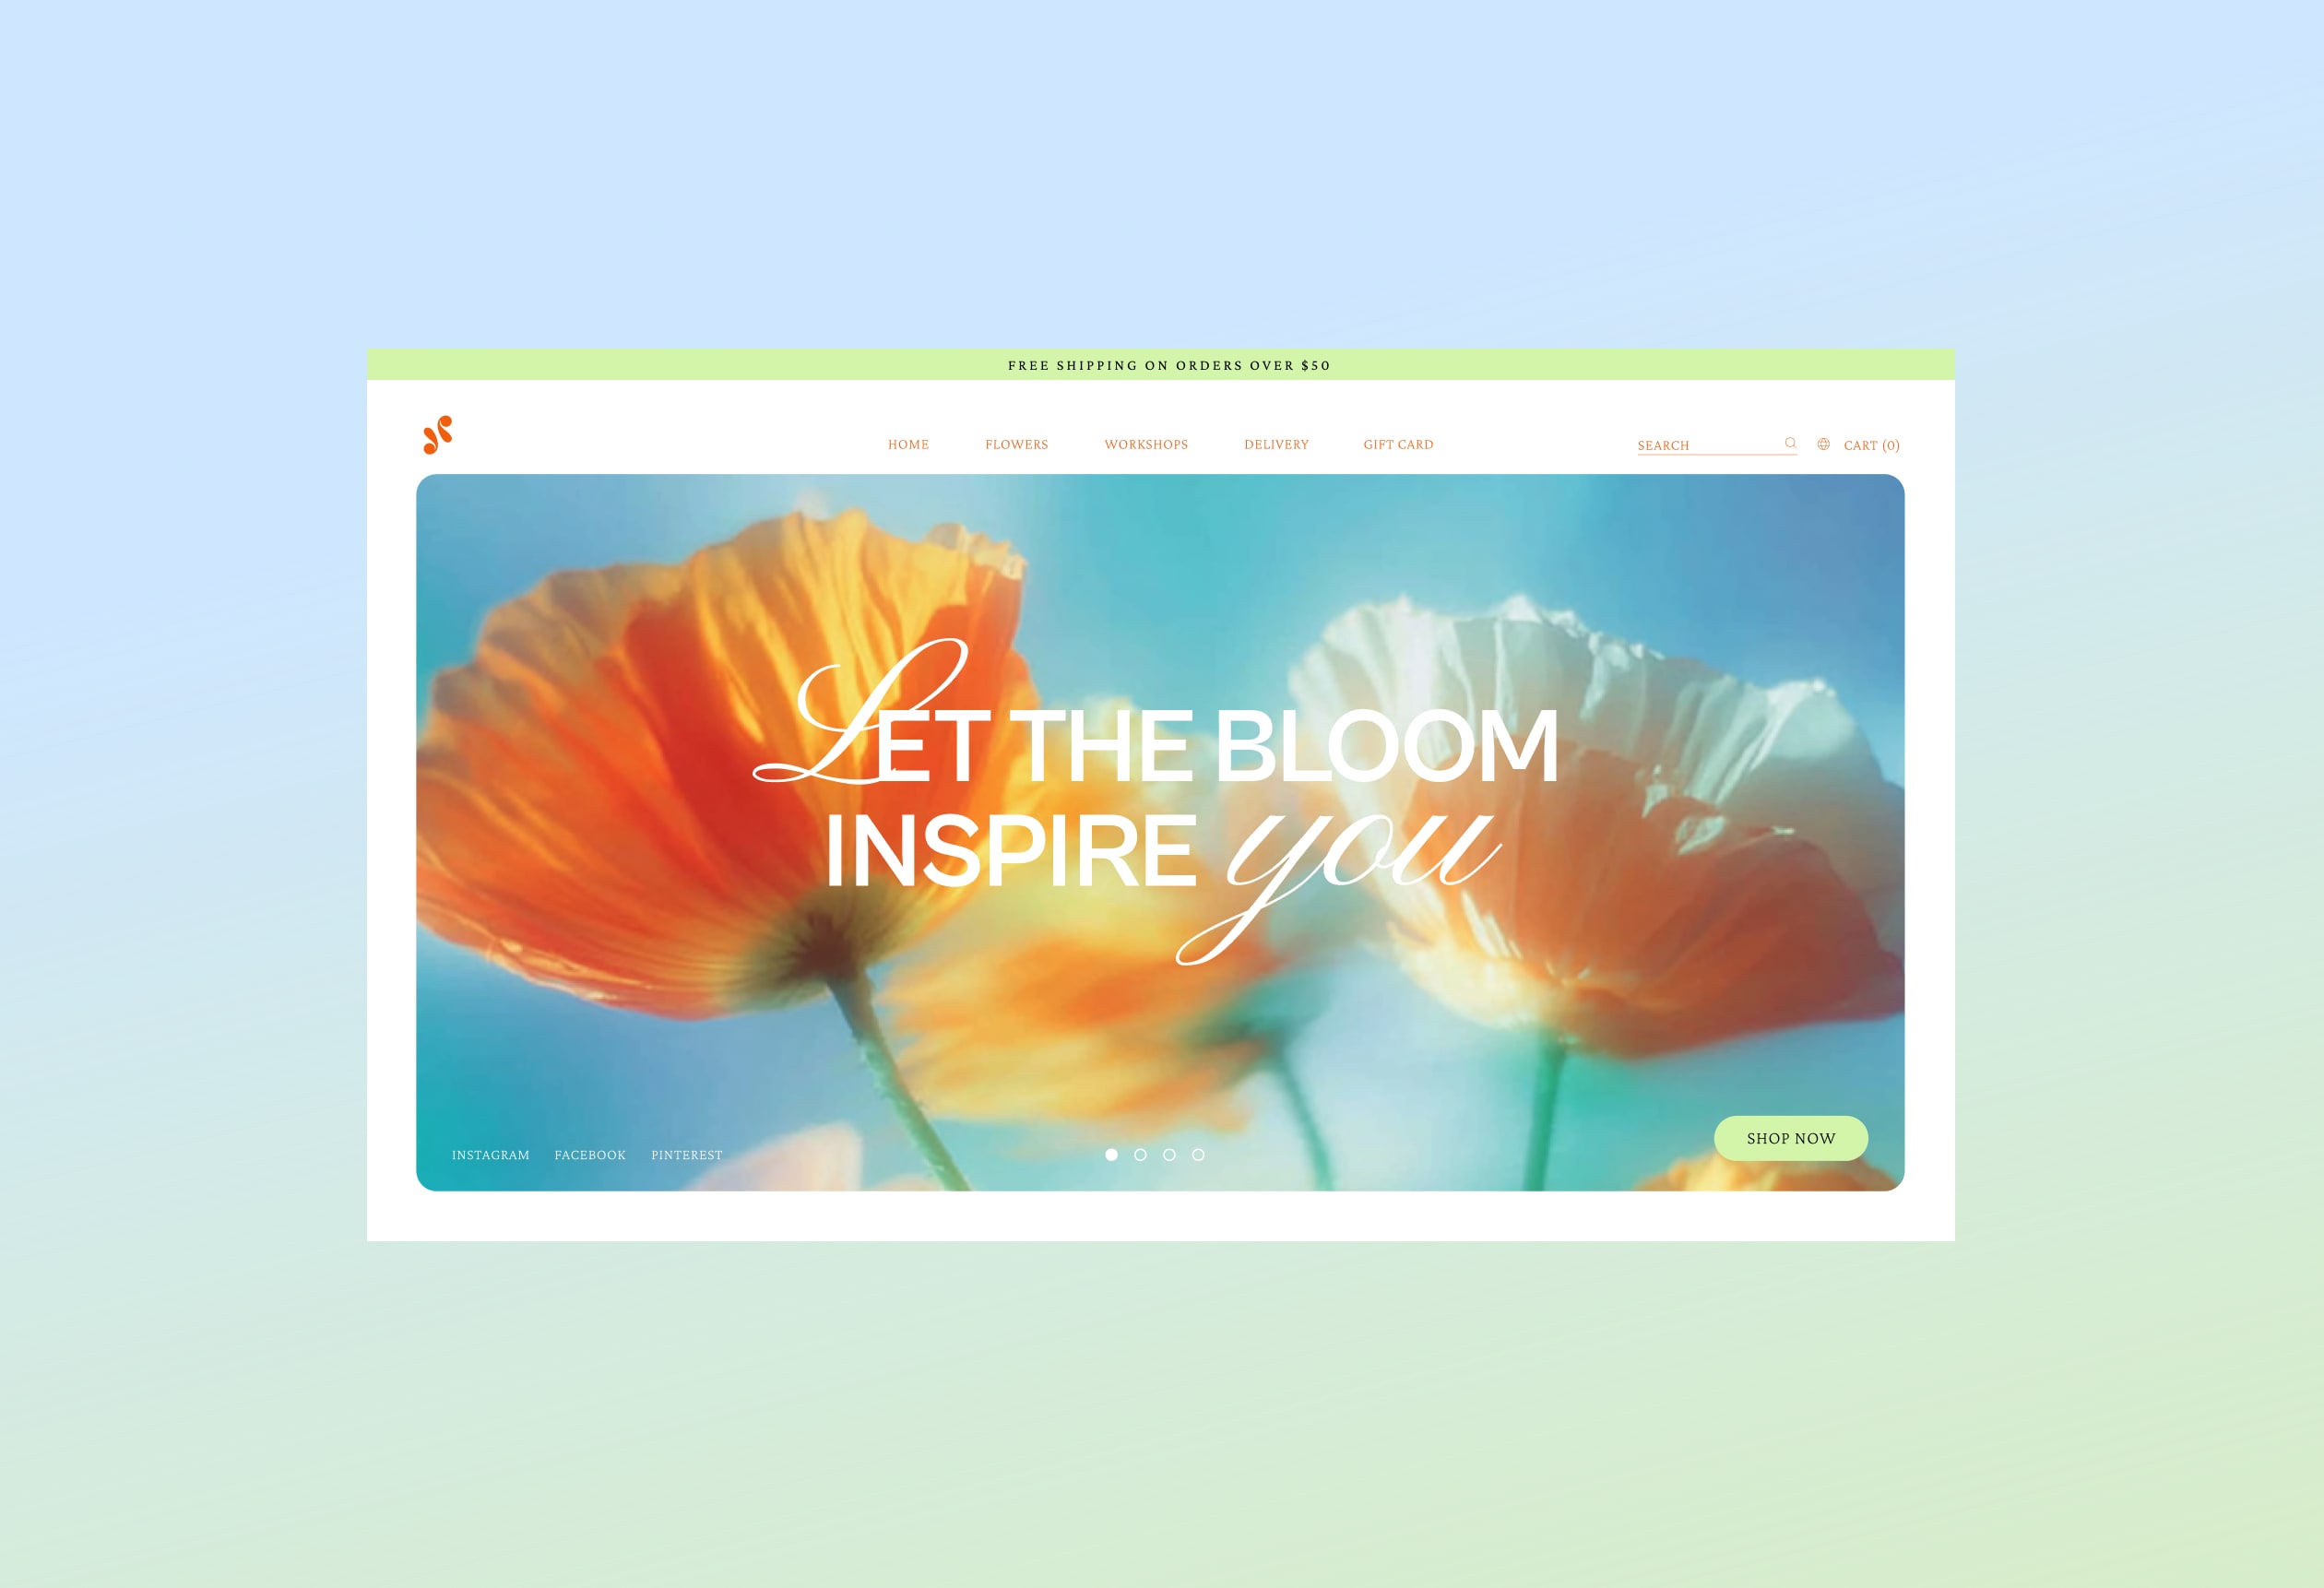 FREE SHIPPING ON ORDERS OVER $50
HOME FLOWERS WORKSHOPS DELIVERY GIFT CARD SEARCH CART (0)
LET THE BLOOM
INSPIRE you
INSTAGRAM FACEBOOK PINTEREST
SHOP NOW